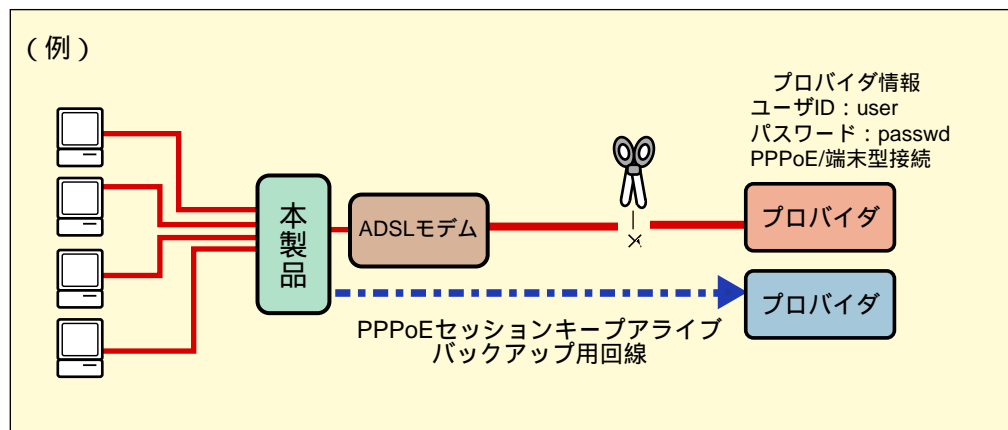 (例)
プロバイダ情報
ユーザID：user
パスワード：passwd
PPPoE/端末型接続
本製品
ADSLモデム
プロバイダ
プロバイダ
PPPoEセッションキープアライブ
バックアップ用回線